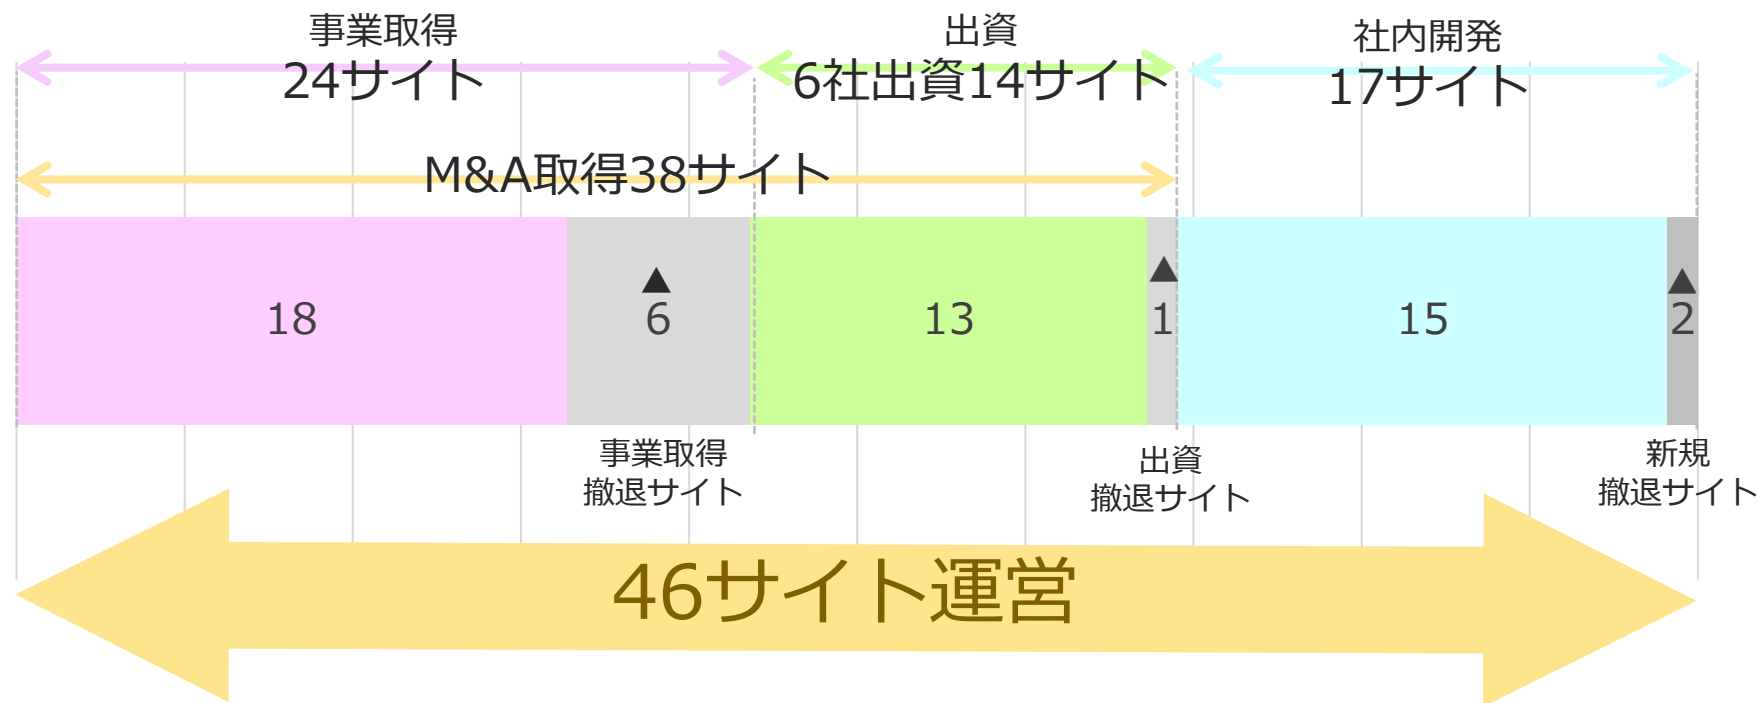 事業取得
24サイト
出資
6社出資14サイト
社内開発
17サイト
M&A取得38サイト
18
▲
6
13
▲
1
15
▲
2
事業取得
撤退サイト
出資
撤退サイト
新規
撤退サイト
46サイト運営